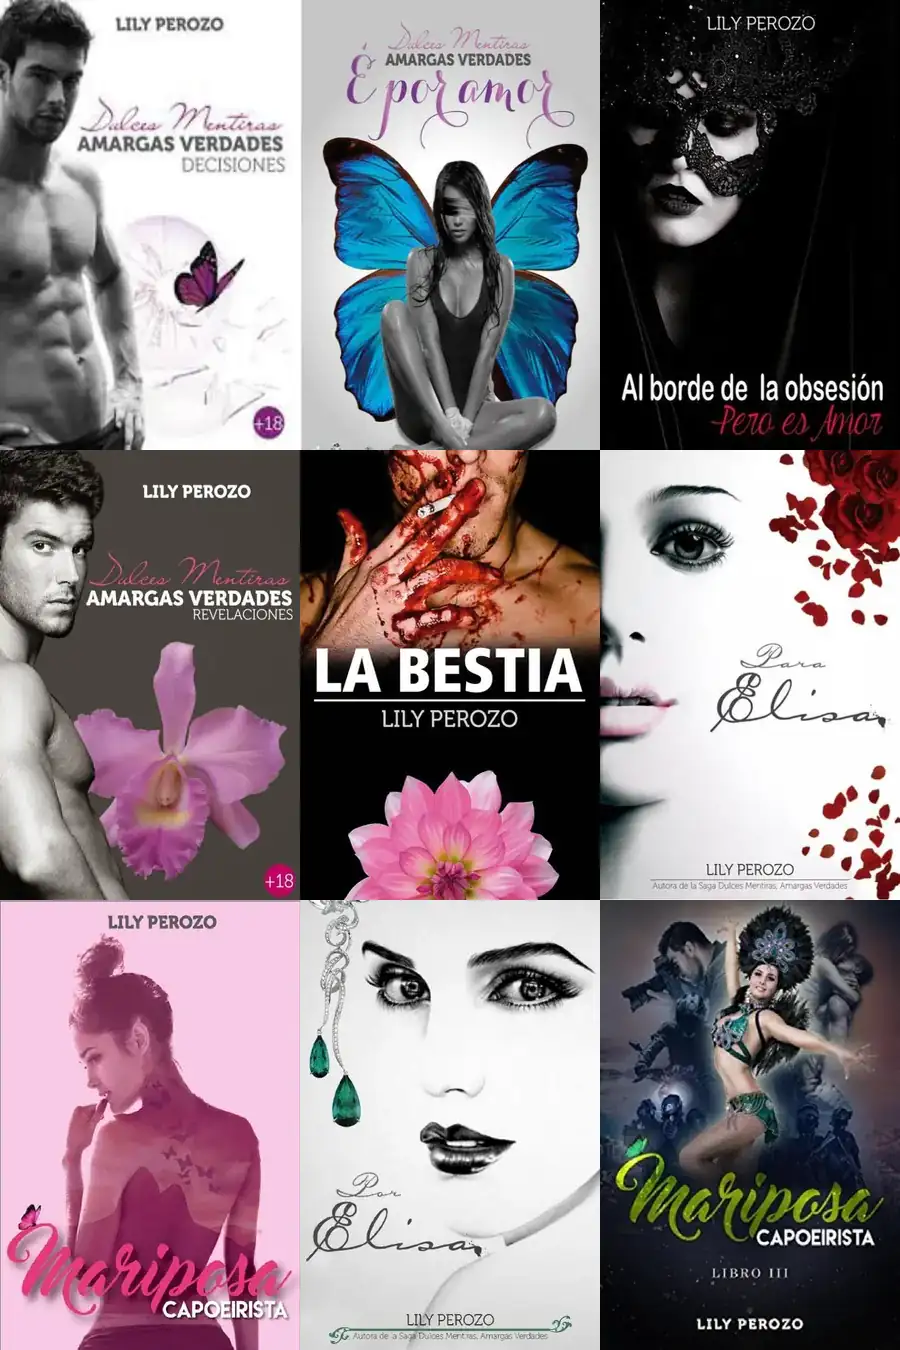 LILY PEROZO
Dulces Mentiras
AMARGAS VERDADES
DECISIONES
+18
Dulces Mentiras
AMARGAS VERDADES
É por amor
LILY PEROZO
Al borde de la obsesión
Pero es Amor
LILY PEROZO
Dulces Mentiras
AMARGAS VERDADES
REVELACIONES
+18
LA BESTIA
LILY PEROZO
Para
Elisa
LILY PEROZO
Autora de la Saga Dulces Mentiras, Amargas Verdades
LILY PEROZO
Mariposa
CAPOEIRISTA
Por
Elisa
LILY PEROZO
Autora de la Saga Dulces Mentiras, Amargas Verdades
Mariposa
CAPOEIRISTA
LIBRO III
LILY PEROZO